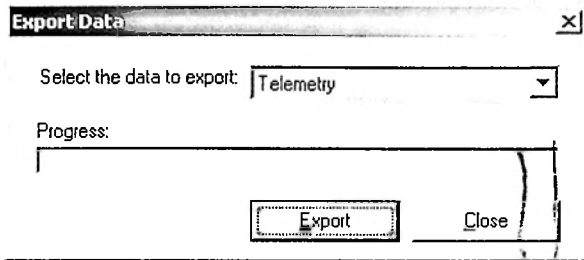 Export Data
Select the data to export: Telemetry
Progress:
Export Close